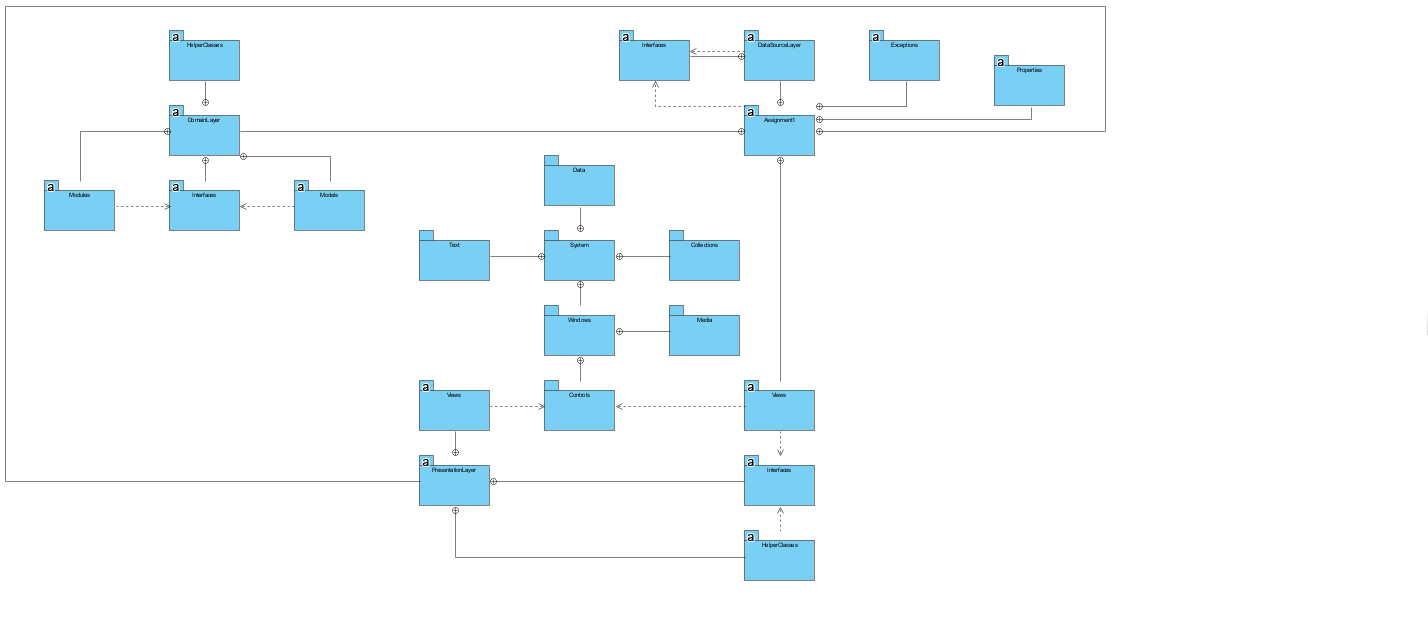 a
HelperClasses
a
Interfaces
a
DataSourceLayer
a
Exceptions
a
Properties
a
DomainLayer
a
Assignment1
a
Modules
a
Interfaces
a
Models
Data
Text
System
Collections
Windows
Media
a
Views
Controls
a
Views
a
PresentationLayer
a
Interfaces
a
HelperClasses